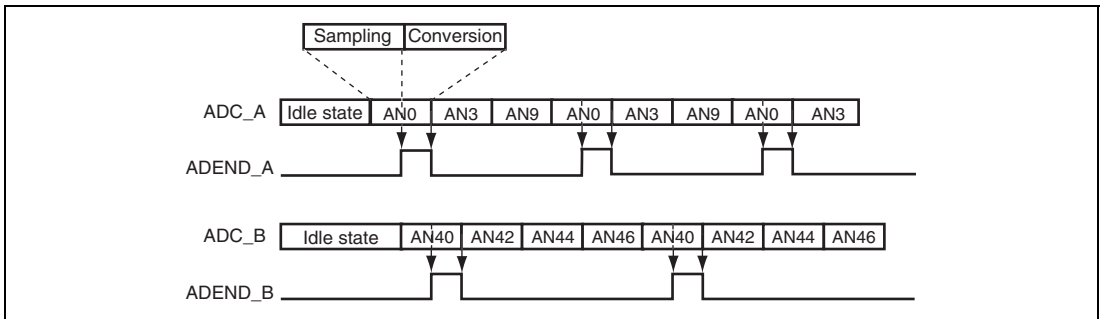 Sampling Conversion
ADC_A Idle state AN0 AN3 AN9 AN0 AN3 AN9 AN0 AN3
ADEND_A
ADC_B Idle state AN40 AN42 AN44 AN46 AN40 AN42 AN44 AN46
ADEND_B